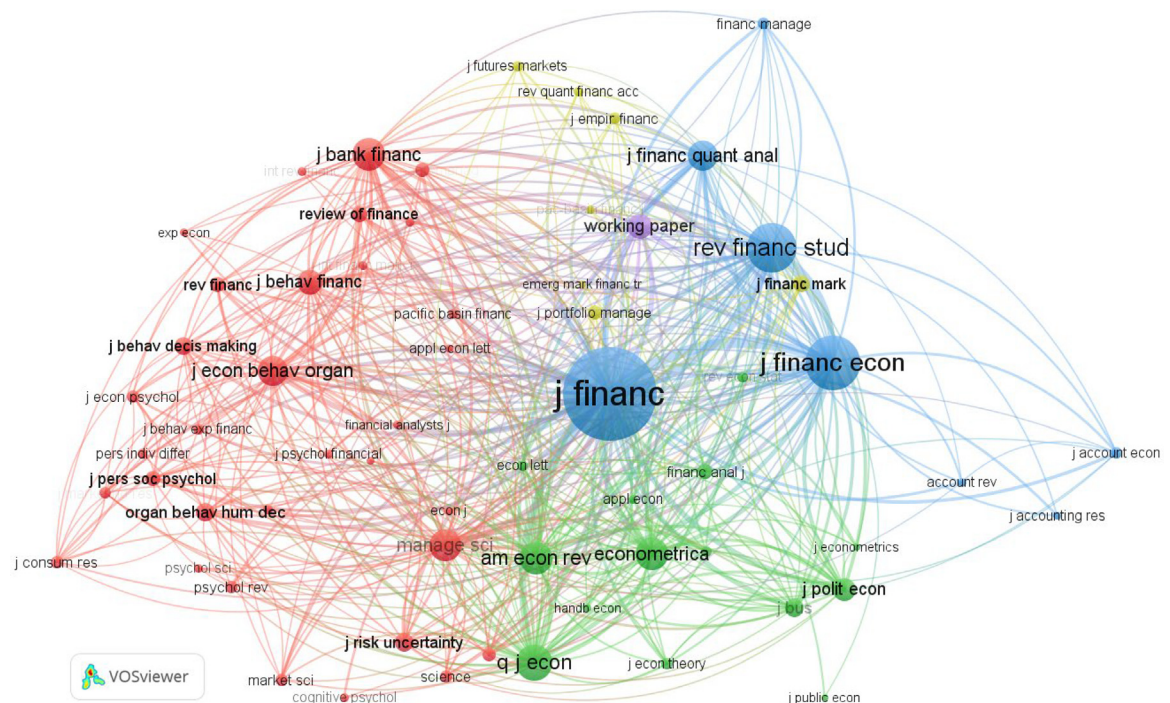 financ manage
j futures markets
rev quant financ acc
j empir financ
j bank financ
j financ quant anal
review of finance
working paper
exp econ
rev financ stud
rev financ
j behav financ
emerg mark financ tr
j financ mark
pacific basin financ
j portfolio manage
j behav decis making
appl econ lett
j econ behav organ
j financ econ
j financ
j econ psychol
j behav exp financ
financial analysts j
pers indiv differ
j psychol financial
j account econ
econ lett
financ anal j
j pers soc psychol
account rev
appl econ
organ behav hum dec
econ j
j accounting res
manage sci
am econ rev
econometrica
j econometrics
j consum res
psychol sci
psychol rev
j polit econ
handb econ
j bus
j risk uncertainty
q j econ
j econ theory
science
market sci
cognitive psychol
j public econ
VOSviewer